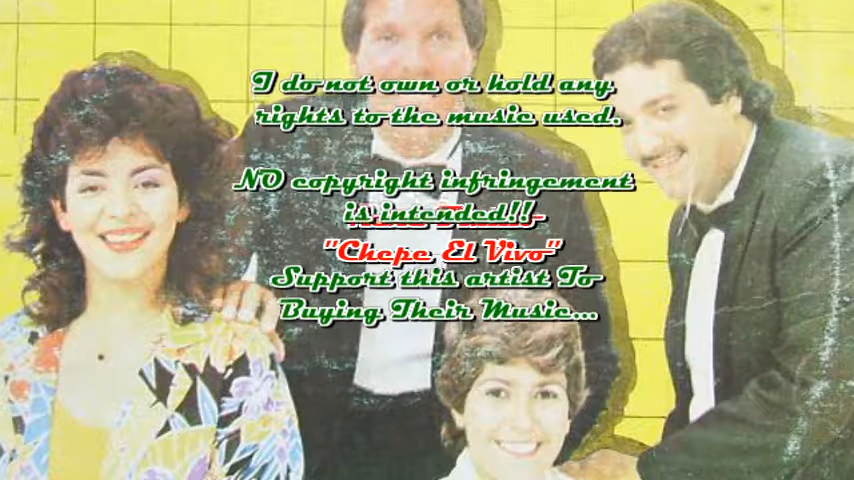 I do not own or hold any
rights to the music used.
NO copyright infringement
is intended!!
"Chepe El Vivo"
Support this artist To
Buying Their Music...